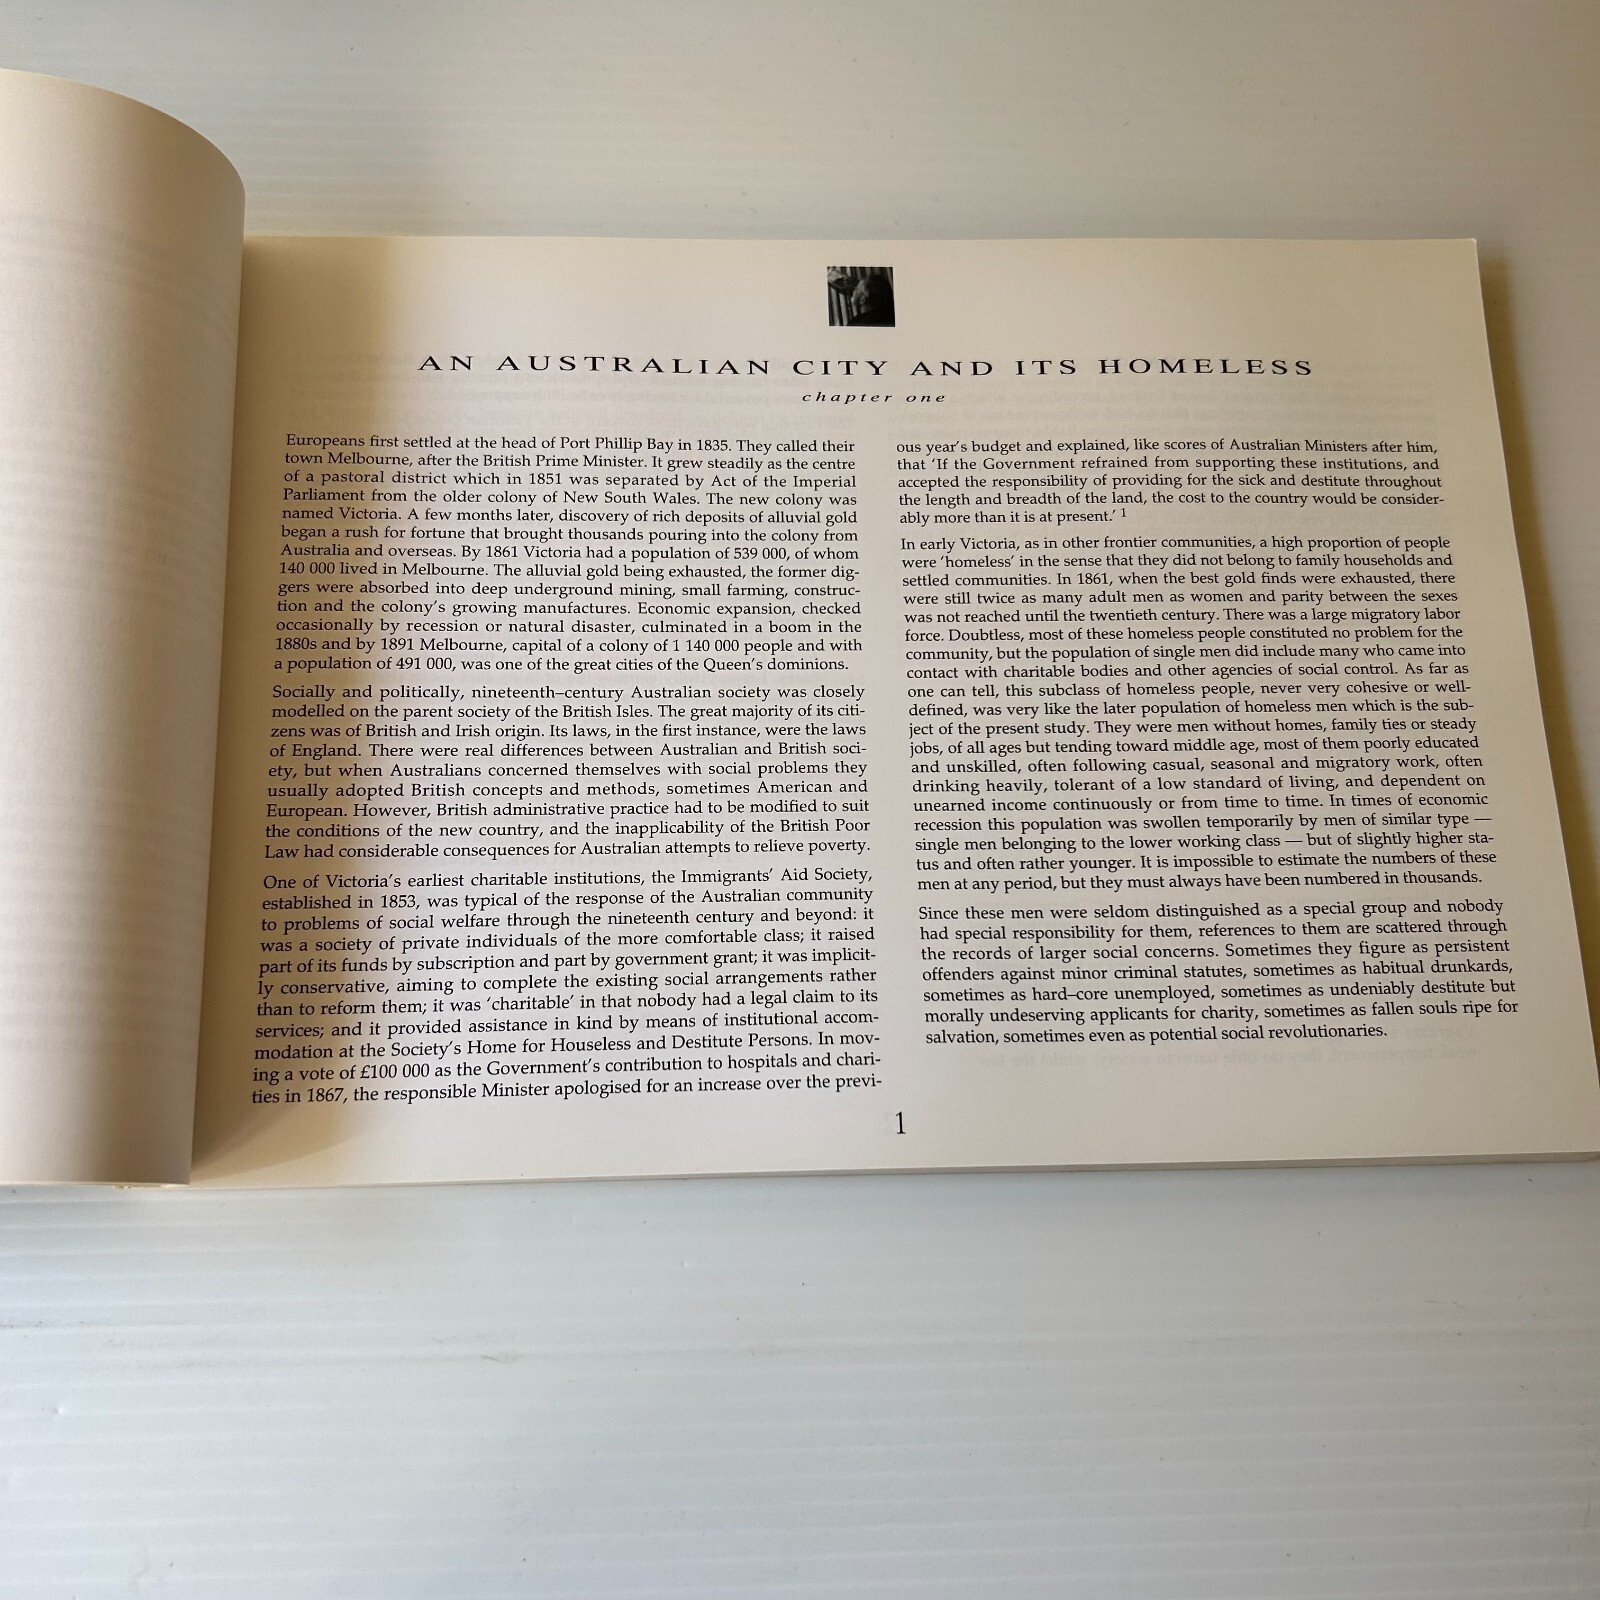 AN AUSTRALIAN CITY AND ITS HOMELESS
chapter one
Europeans first settled at the head of Port Phillip Bay in 1835. They called their
town Melbourne, after the British Prime Minister. It grew steadily as the centre
of a pastoral district which in 1851 was separated by Act of the Imperial
Parliament from the older colony of New South Wales. The new colony was
named Victoria. A few months later, discovery of rich deposits of alluvial gold
began a rush for fortune that brought thousands pouring into the colony from
Australia and overseas. By 1861 Victoria had a population of 539 000, of whom
140 000 lived in Melbourne. The alluvial gold being exhausted, the former dig-
gers were absorbed into deep underground mining, small farming, construc-
tion and the colony's growing manufactures. Economic expansion, checked
occasionally by recession or natural disaster, culminated in a boom in the
1880s and by 1891 Melbourne, capital of a colony of 1 140 000 people and with
a population of 491 000, was one of the great cities of the Queen's dominions.
Socially and politically, nineteenth–century Australian society was closely
modelled on the parent society of the British Isles. The great majority of its citi-
zens was of British and Irish origin. Its laws, in the first instance, were the laws
of England. There were real differences between Australian and British soci-
ety, but when Australians concerned themselves with social problems they
usually adopted British concepts and methods, sometimes American and
European. However, British administrative practice had to be modified to suit
the conditions of the new country, and the inapplicability of the British Poor
Law had considerable consequences for Australian attempts to relieve poverty.
One of Victoria's earliest charitable institutions, the Immigrants' Aid Society,
established in 1853, was typical of the response of the Australian community
to problems of social welfare through the nineteenth century and beyond: it
was a society of private individuals of the more comfortable class; it raised
part of its funds by subscription and part by government grant; it was implicit-
ly conservative, aiming to complete the existing social arrangements rather
than to reform them; it was 'charitable' in that nobody had a legal claim to its
services; and it provided assistance in kind by means of institutional accom-
modation at the Society's Home for Houseless and Destitute Persons. In mov-
ing a vote of £100 000 as the Government's contribution to hospitals and chari-
ties in 1867, the responsible Minister apologised for an increase over the previ-
ous year's budget and explained, like scores of Australian Ministers after him,
that 'If the Government refrained from supporting these institutions, and
accepted the responsibility of providing for the sick and destitute throughout
the length and breadth of the land, the cost to the country would be consider-
ably more than it is at present.' 1
In early Victoria, as in other frontier communities, a high proportion of people
were 'homeless' in the sense that they did not belong to family households and
settled communities. In 1861, when the best gold finds were exhausted, there
were still twice as many adult men as women and parity between the sexes
was not reached until the twentieth century. There was a large migratory labor
force. Doubtless, most of these homeless people constituted no problem for the
community, but the population of single men did include many who came into
contact with charitable bodies and other agencies of social control. As far as
one can tell, this subclass of homeless people, never very cohesive or well-
defined, was very like the later population of homeless men which is the sub-
ject of the present study. They were men without homes, family ties or steady
jobs, of all ages but tending toward middle age, most of them poorly educated
and unskilled, often following casual, seasonal and migratory work, often
drinking heavily, tolerant of a low standard of living, and dependent on
unearned income continuously or from time to time. In times of economic
recession this population was swollen temporarily by men of similar type —
single men belonging to the lower working class — but of slightly higher sta-
tus and often rather younger. It is impossible to estimate the numbers of these
men at any period, but they must always have been numbered in thousands.
Since these men were seldom distinguished as a special group and nobody
had special responsibility for them, references to them are scattered through
the records of larger social concerns. Sometimes they figure as persistent
offenders against minor criminal statutes, sometimes as habitual drunkards,
sometimes as hard–core unemployed, sometimes as undeniably destitute but
morally undeserving applicants for charity, sometimes as fallen souls ripe for
salvation, sometimes even as potential social revolutionaries.
1